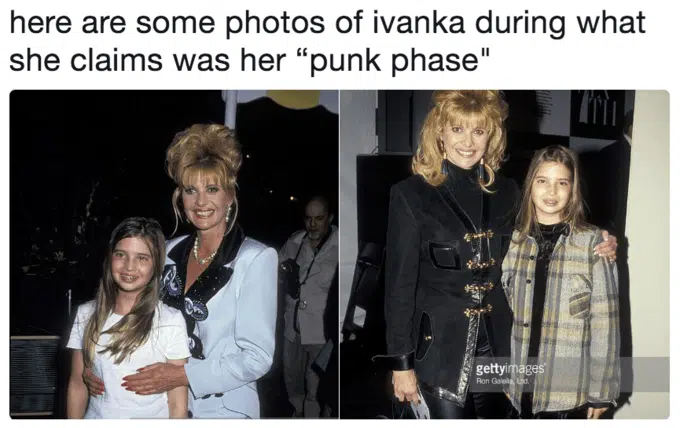 here are some photos of ivanka during what
she claims was her “punk phase"
gettyimages
Ron Galella, Ltd.